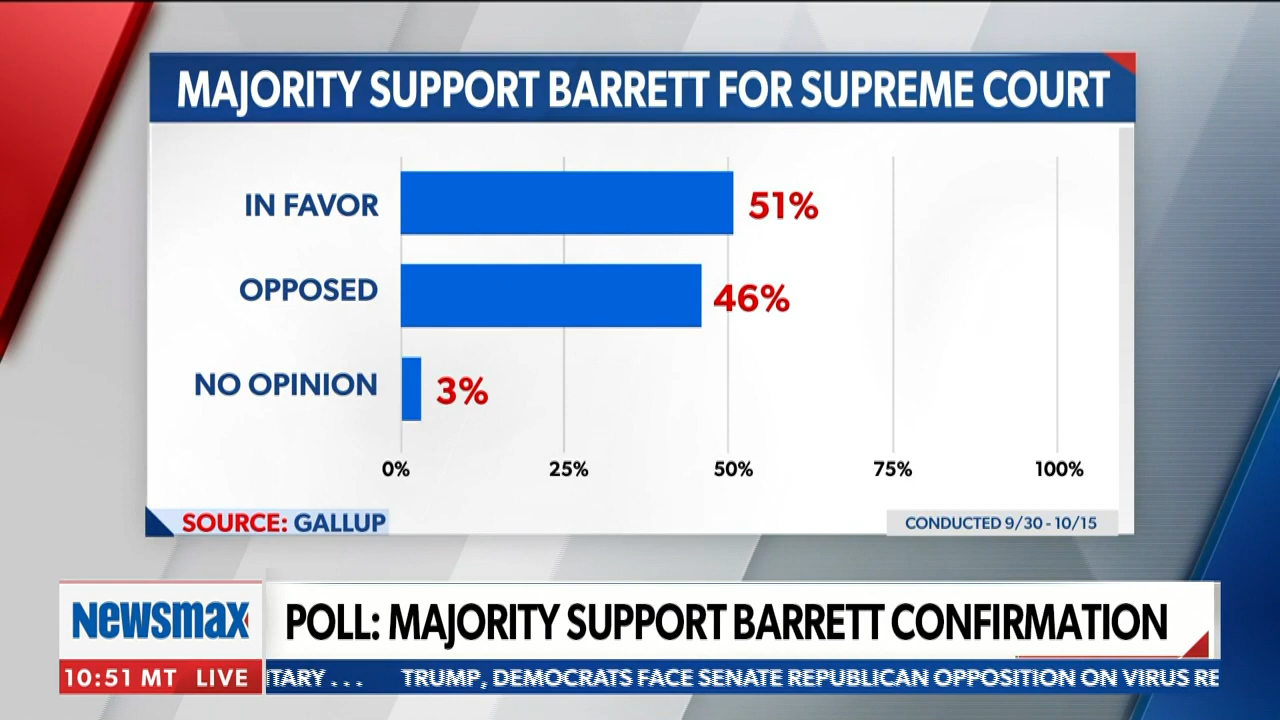 MAJORITY SUPPORT BARRETT FOR SUPREME COURT
IN FAVOR 51%
OPPOSED 46%
NO OPINION 3%
0% 25% 50% 75% 100%
SOURCE: GALLUP
CONDUCTED 9/30 - 10/15
NEWSMAX
POLL: MAJORITY SUPPORT BARRETT CONFIRMATION
10:51 MT LIVE
ITARY . . . TRUMP, DEMOCRATS FACE SENATE REPUBLICAN OPPOSITION ON VIRUS RE